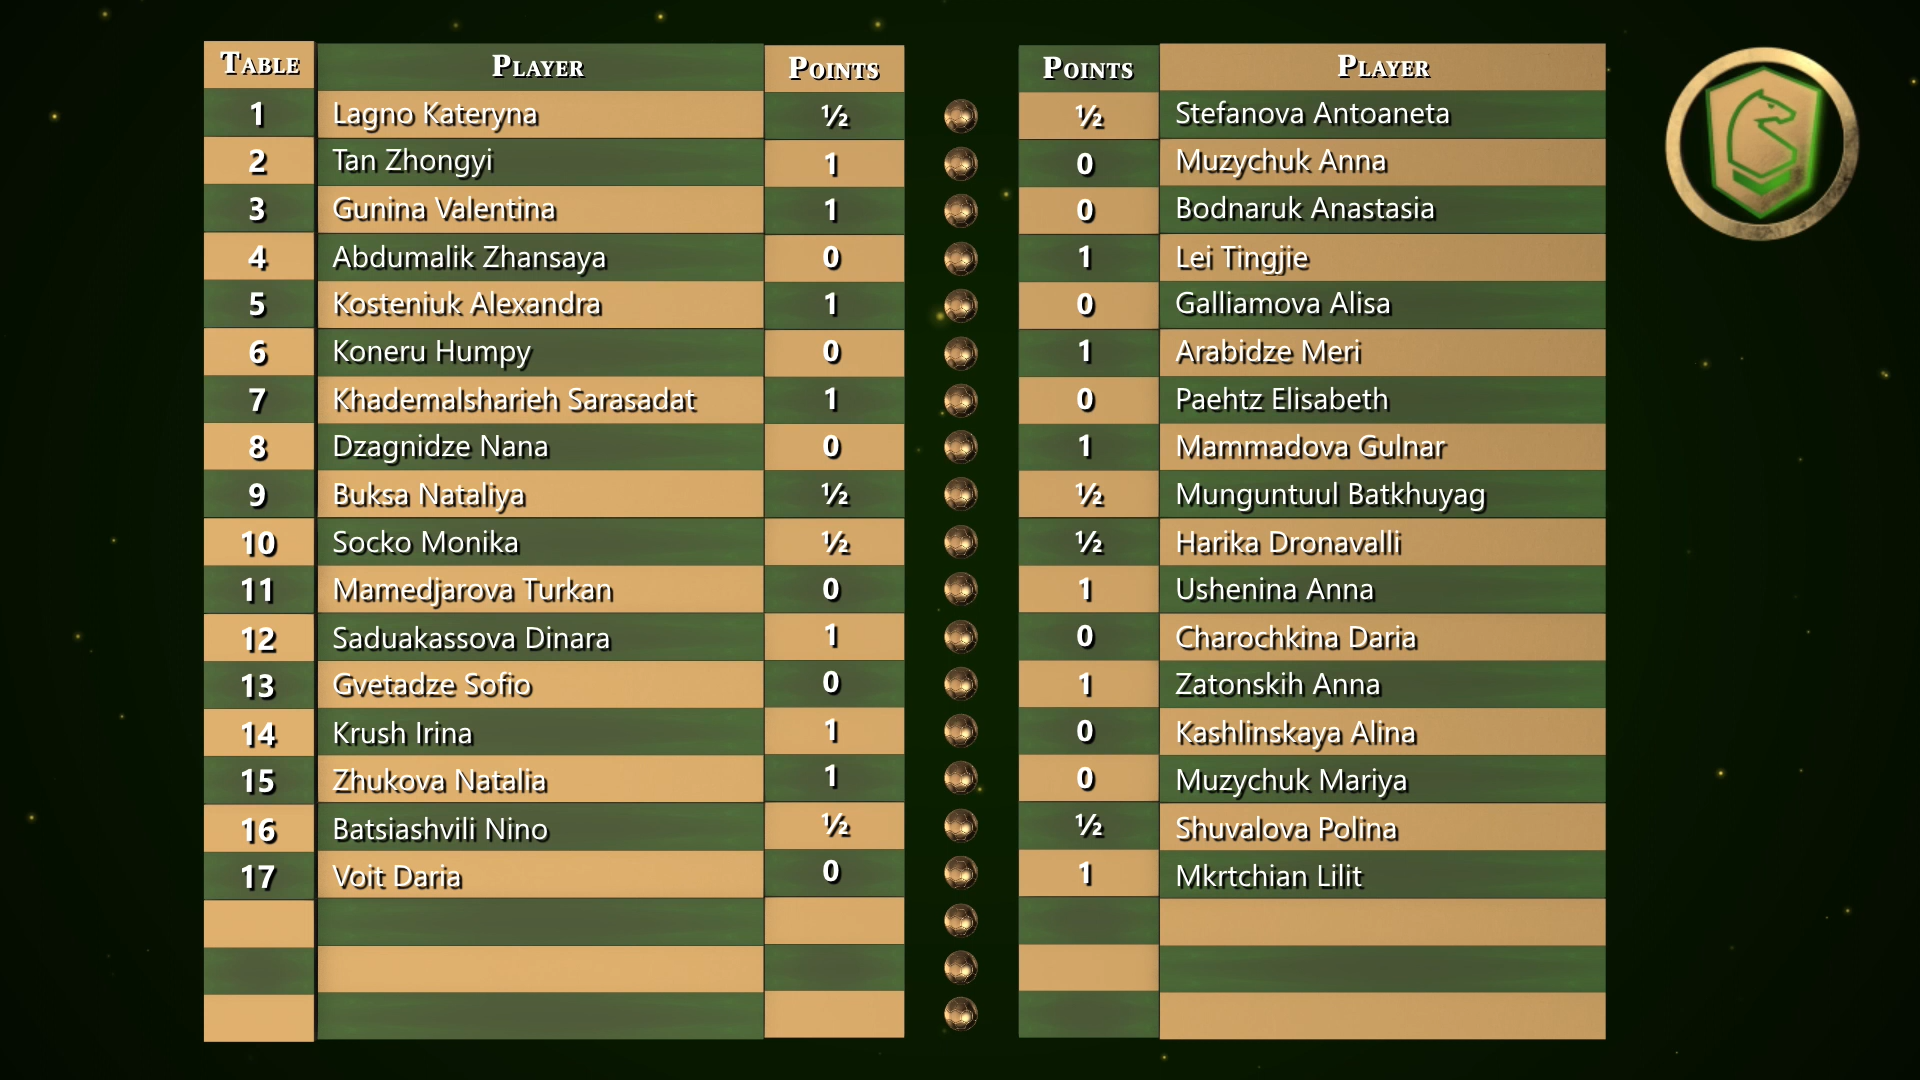 Table Player Points Points Player
1 Lagno Kateryna ½ ½ Stefanova Antoaneta
2 Tan Zhongyi 1 0 Muzychuk Anna
3 Gunina Valentina 1 0 Bodnaruk Anastasia
4 Abdumalik Zhansaya 0 1 Lei Tingjie
5 Kosteniuk Alexandra 1 0 Galliamova Alisa
6 Koneru Humpy 0 1 Arabidze Meri
7 Khademalsharieh Sarasadat 1 0 Paehtz Elisabeth
8 Dzagnidze Nana 0 1 Mammadova Gulnar
9 Buksa Nataliya ½ ½ Munguntuul Batkhuyag
10 Socko Monika ½ ½ Harika Dronavalli
11 Mamedjarova Turkan 0 1 Ushenina Anna
12 Saduakassova Dinara 1 0 Charochkina Daria
13 Gvetadze Sofio 0 1 Zatonskih Anna
14 Krush Irina 1 0 Kashlinskaya Alina
15 Zhukova Natalia 1 0 Muzychuk Mariya
16 Batsiashvili Nino ½ ½ Shuvalova Polina
17 Voit Daria 0 1 Mkrtchian Lilit